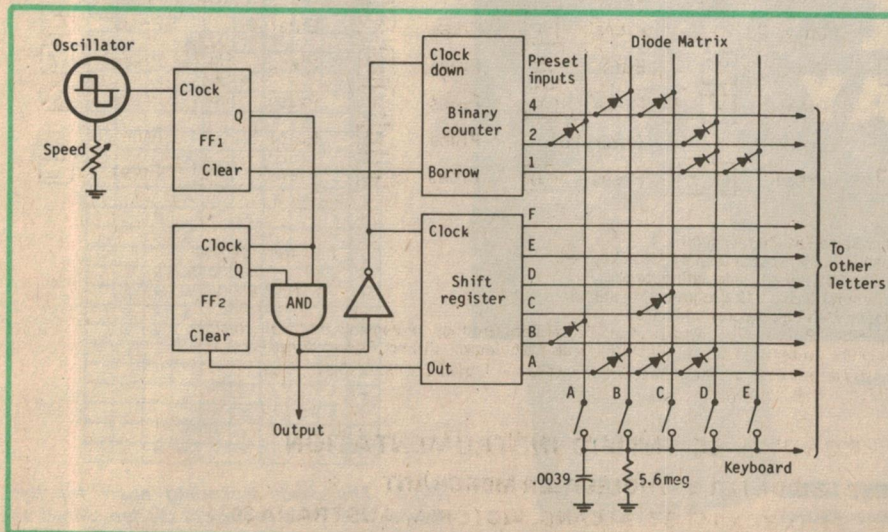 Oscillator
Speed
Clock
Q
FF1
Clear
Clock
Q
FF2
Clear
AND
Output
Clock
down
Binary
counter
Borrow
Clock
Shift
register
Out
Diode Matrix
Preset
inputs
4
2
1
F
E
D
C
A
A B C D E
To
other
letters
Keyboard
.0039
5.6meg